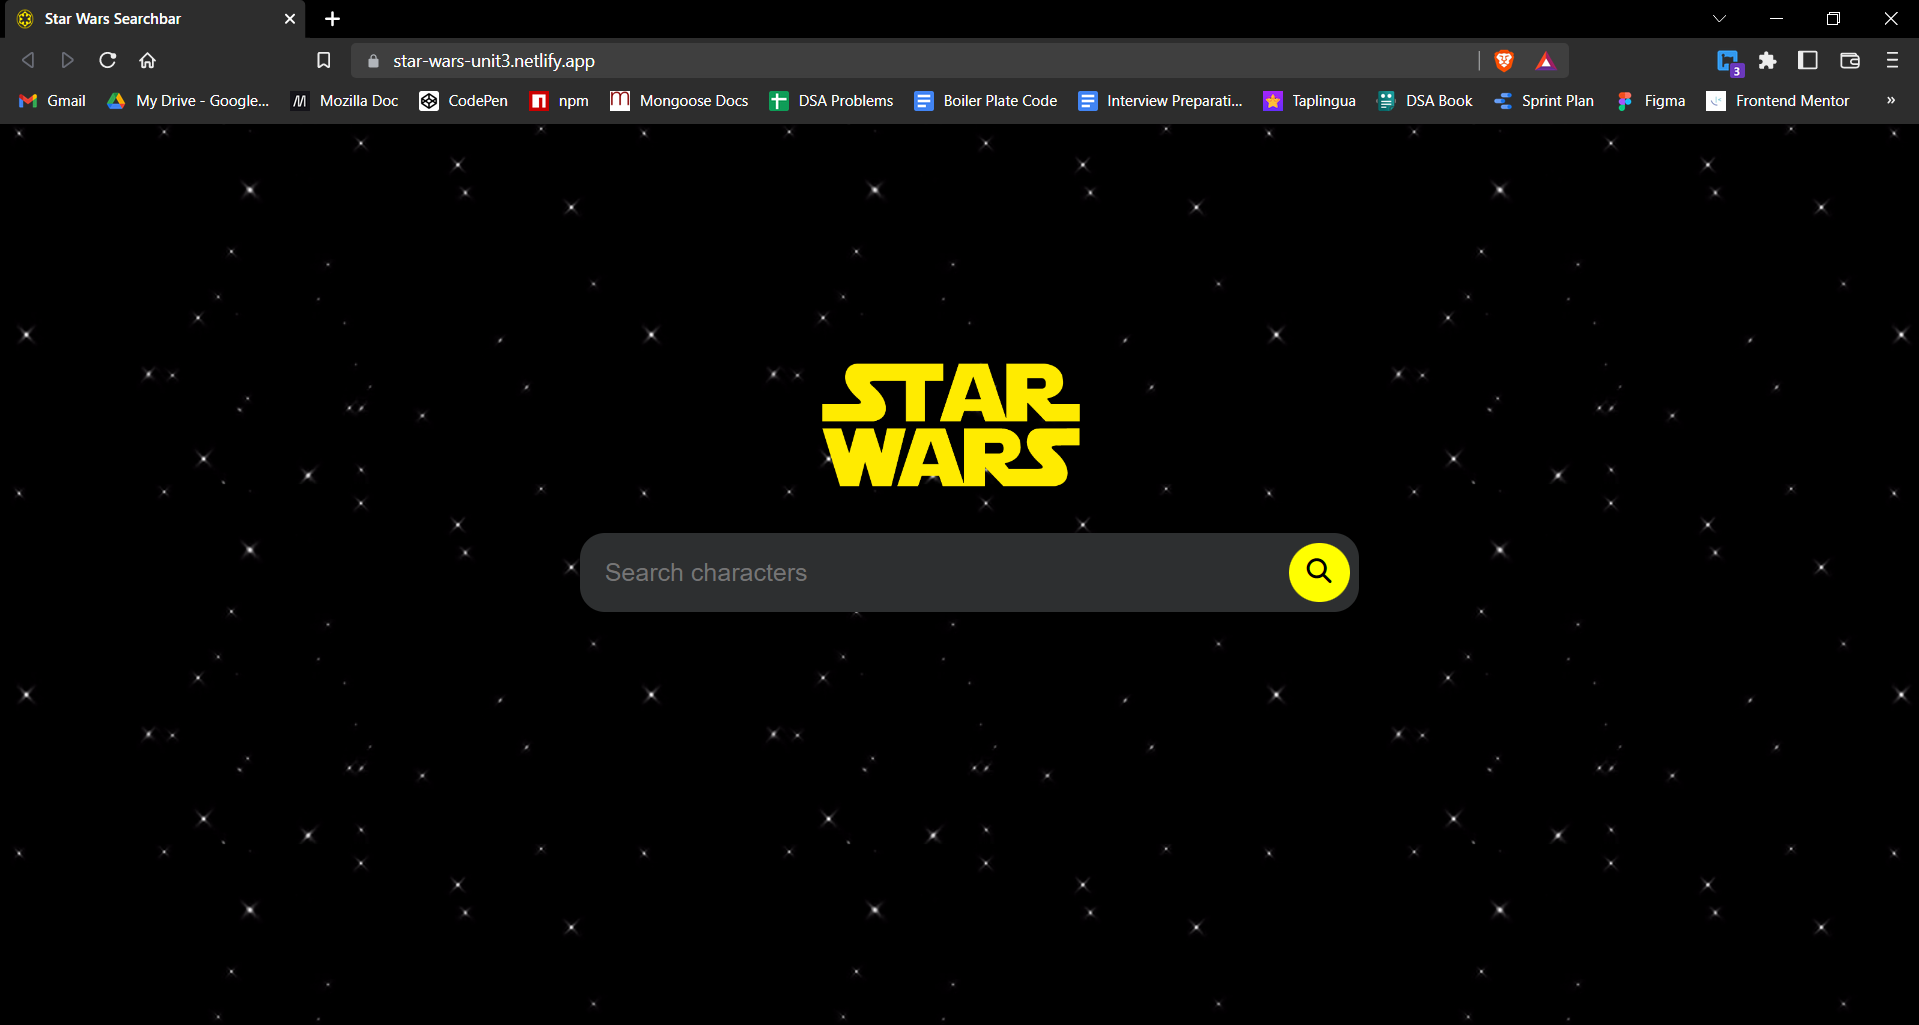 Star Wars Searchbar
star-wars-unit3.netlify.app
3
Gmail My Drive - Google... Mozilla Doc CodePen npm Mongoose Docs DSA Problems Boiler Plate Code Interview Preparati... Taplingua DSA Book Sprint Plan Figma Frontend Mentor »
STAR
WARS
Search characters